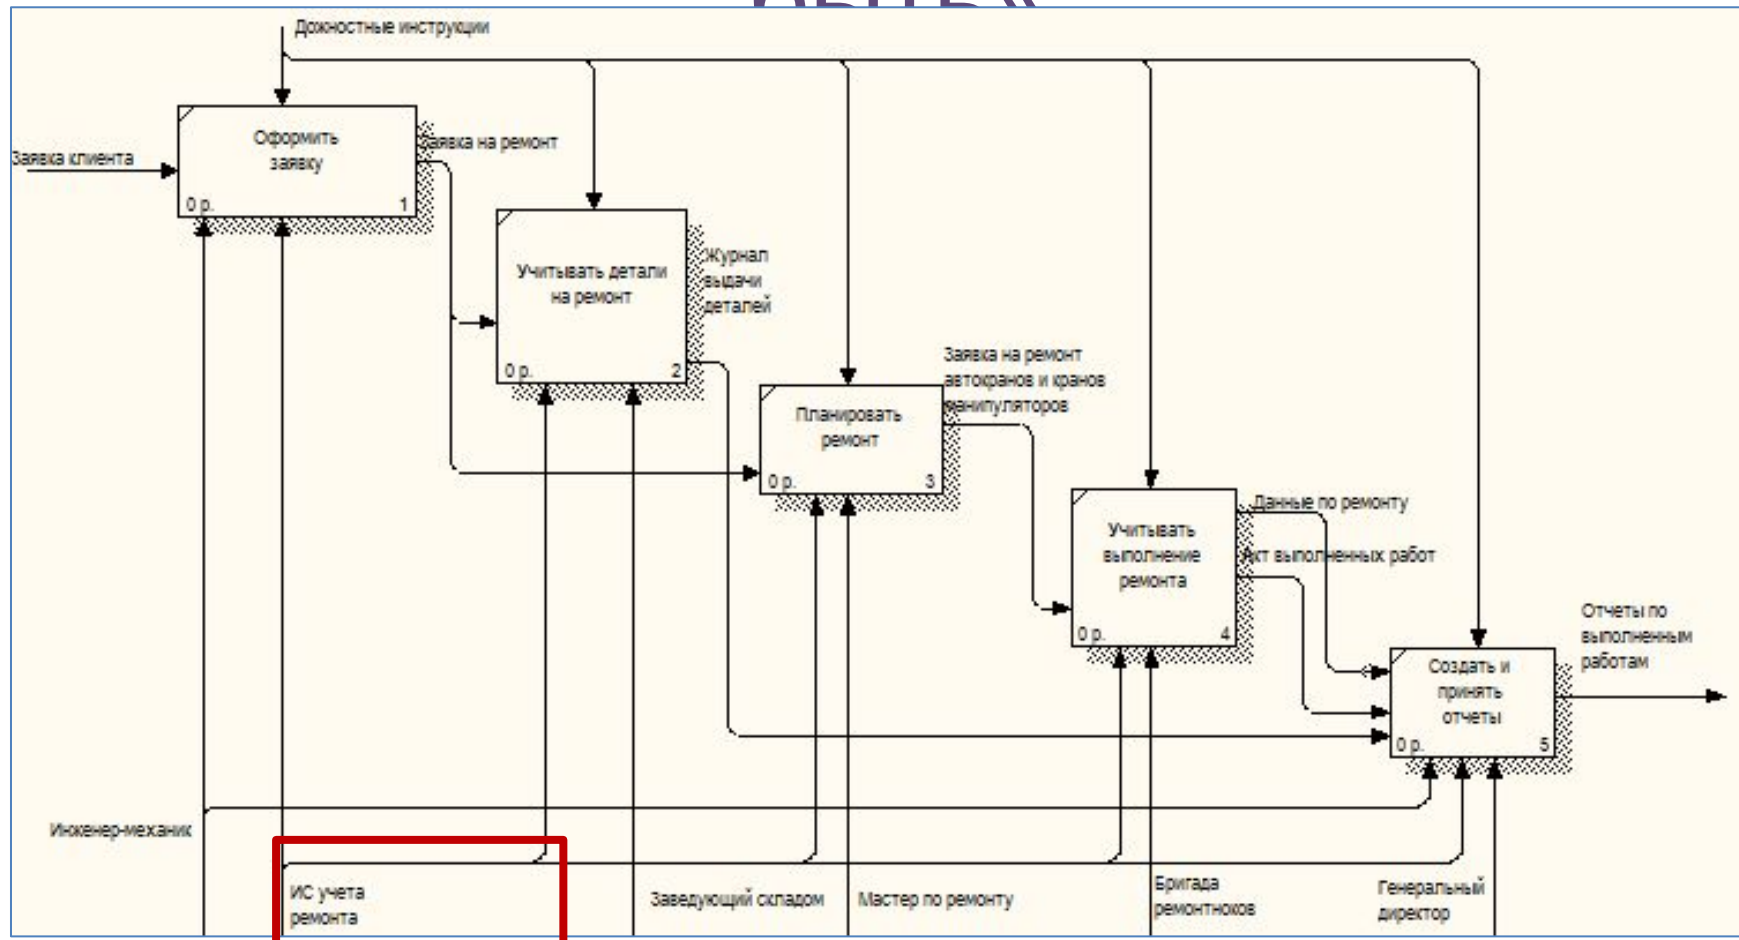 Дожностные инструкции
Заявка клиента
Оформить
заявку
0 р.
1
Заявка на ремонт
Учитывать детали
на ремонт
0 р.
2
Журнал
выдачи
деталей
Планировать
ремонт
0 р.
3
Заявка на ремонт
автокранов и кранов
манипуляторов
Учитывать
выполнение
ремонта
0 р.
4
Данные по ремонту
Акт выполненных работ
Создать и
принять
отчеты
0 р.
5
Отчеты по
выполненным
работам
Инженер-механик
ИС учета
ремонта
Заведующий складом
Мастер по ремонту
Бригада
ремонтноков
Генеральный
директор